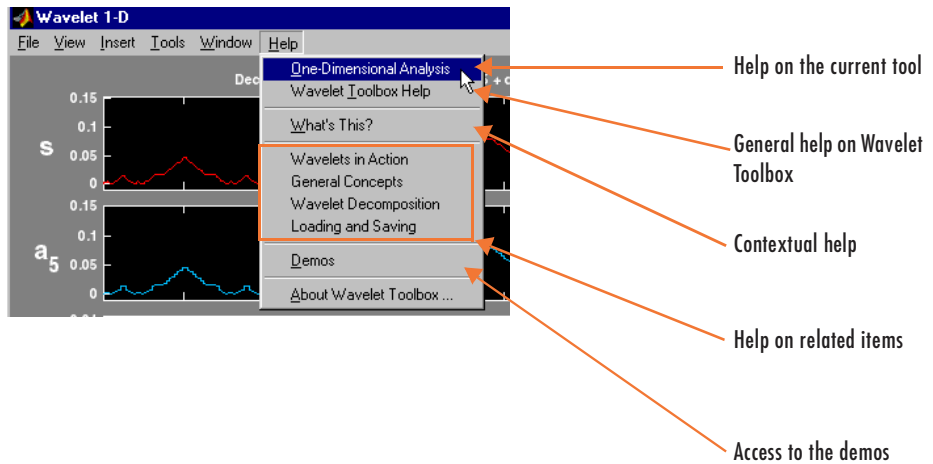 Wavelet 1-D
File View Insert Tools Window Help
Dec
+ c
One-Dimensional Analysis
Wavelet Toolbox Help
What's This?
Wavelets in Action
General Concepts
Wavelet Decomposition
Loading and Saving
Demos
About Wavelet Toolbox ...
0.15
0.1
s
0.05
0
0.15
0.1
a5
0.05
0
Help on the current tool
General help on Wavelet
Toolbox
Contextual help
Help on related items
Access to the demos